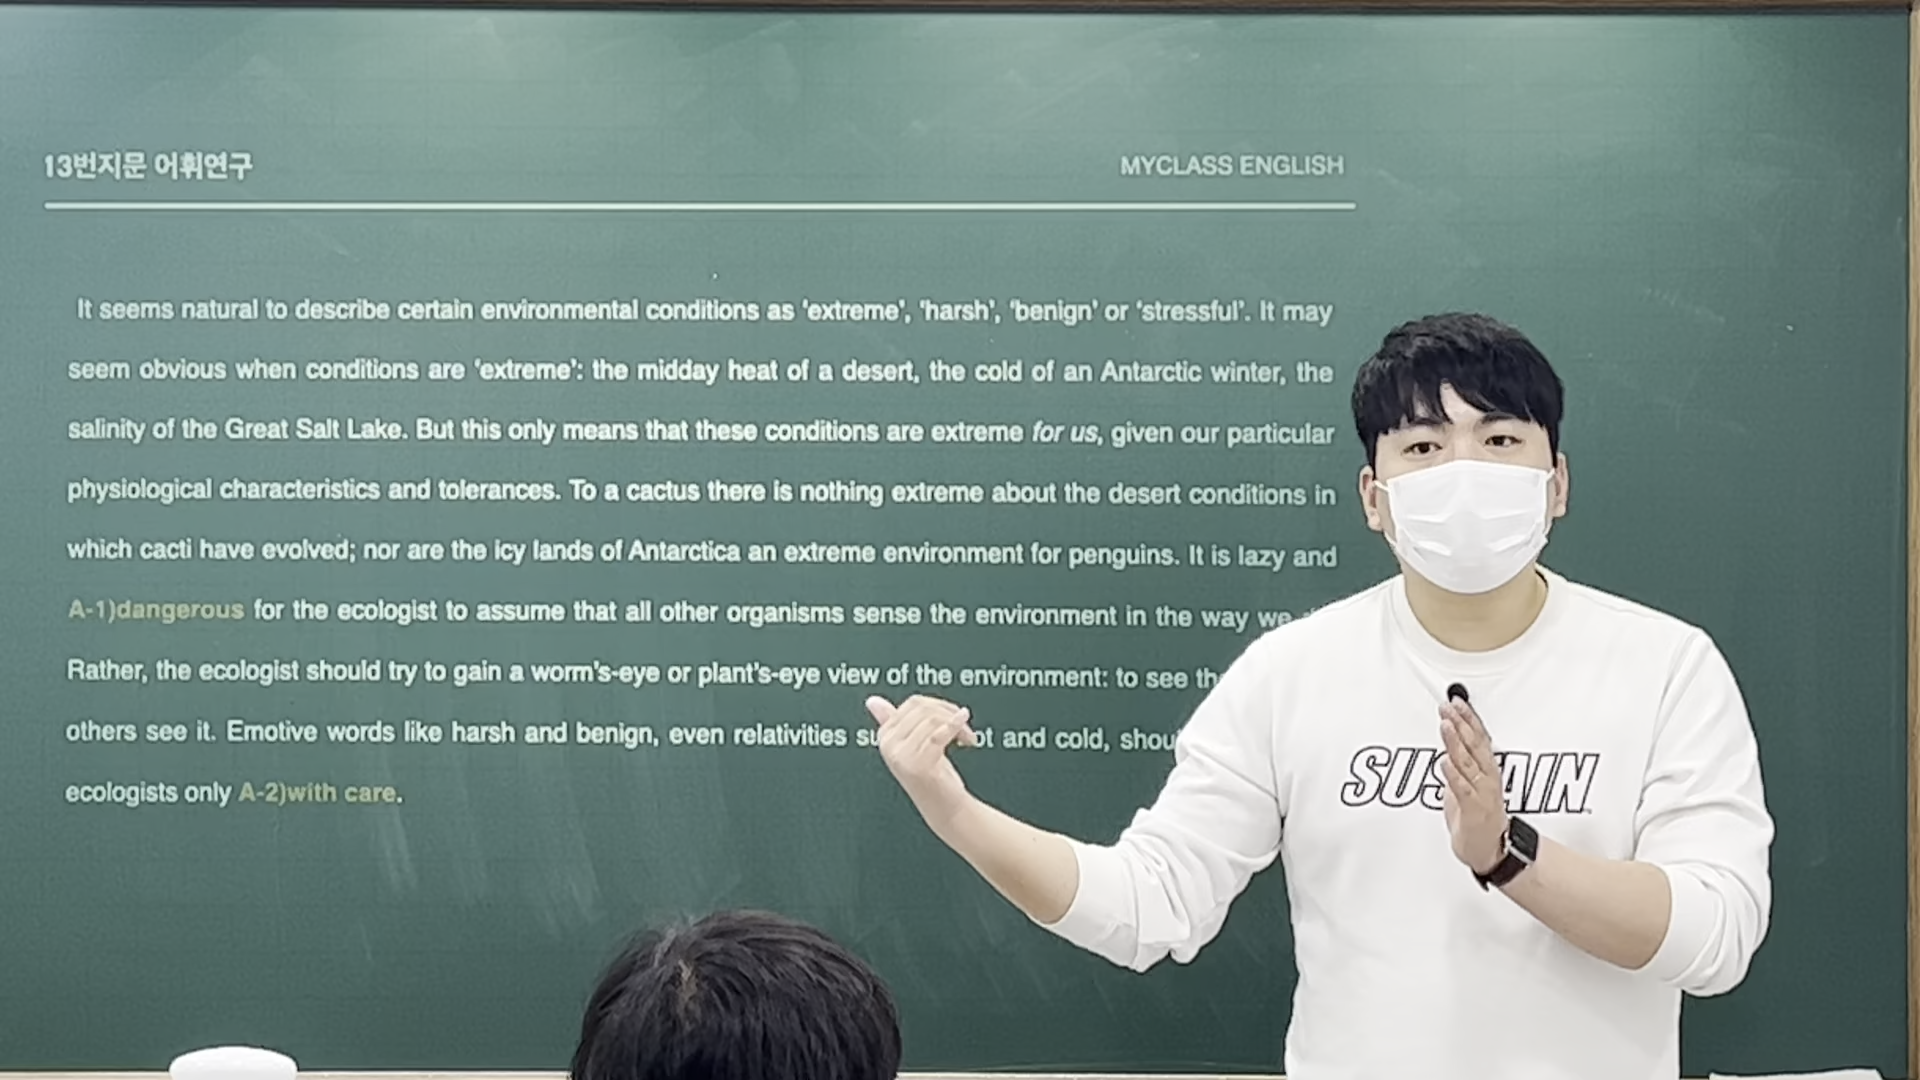 13번지문 어휘연구
MYCLASS ENGLISH
It seems natural to describe certain environmental conditions as 'extreme', 'harsh', 'benign' or 'stressful'. It may
seem obvious when conditions are 'extreme': the midday heat of a desert, the cold of an Antarctic winter, the
salinity of the Great Salt Lake. But this only means that these conditions are extreme for us, given our particular
physiological characteristics and tolerances. To a cactus there is nothing extreme about the desert conditions in
which cacti have evolved; nor are the icy lands of Antarctica an extreme environment for penguins. It is lazy and
A-1)dangerous for the ecologist to assume that all other organisms sense the environment in the way we
Rather, the ecologist should try to gain a worm's-eye or plant's-eye view of the environment: to see
others see it. Emotive words like harsh and benign, even relativities and cold,
ecologists only A-2)with care.
SUSTAIN